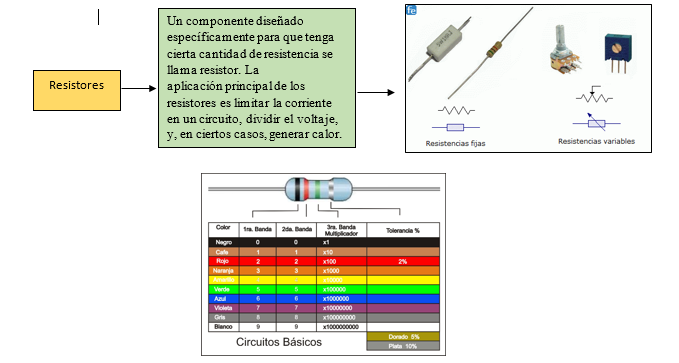 Resistores
Un componente diseñado
específicamente para que tenga
cierta cantidad de resistencia se
llama resistor. La
aplicación principal de los
resistores es limitar la corriente
en un circuito, dividir el voltaje,
y, en ciertos casos, generar calor.
fe
Resistencias fijas
Resistencias variables
Color 1ra. Banda 2da. Banda 3ra. Banda Multiplicador Tolerancia %
Negro 0 0 x1
Café 1 1 x10
Rojo 2 2 x100 2%
Naranja 3 3 x1000
Verde 5 5 x100000
Azul 6 6 x1000000
Violeta 7 7 x10000000
Gris 8 8 x100000000
Blanco 9 9 x1000000000
Dorado 5%
Plata 10%
Circuitos Básicos